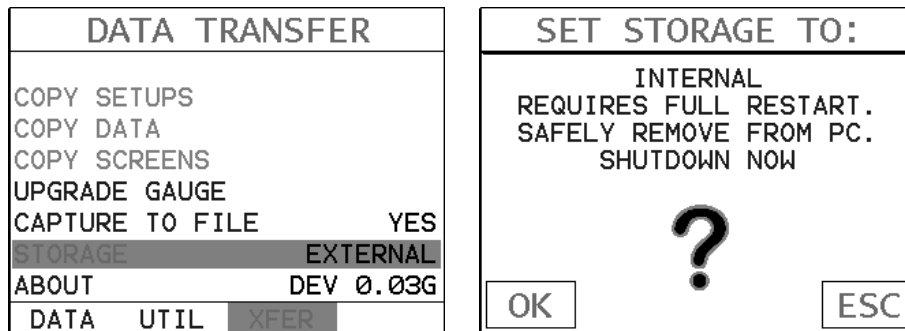 DATA TRANSFER
COPY SETUPS
COPY DATA
COPY SCREENS
UPGRADE GAUGE
CAPTURE TO FILE YES
STORAGE EXTERNAL
ABOUT DEV 0.03G
DATA UTIL XFER
SET STORAGE TO:
INTERNAL
REQUIRES FULL RESTART.
SAFELY REMOVE FROM PC.
SHUTDOWN NOW
?
OK ESC